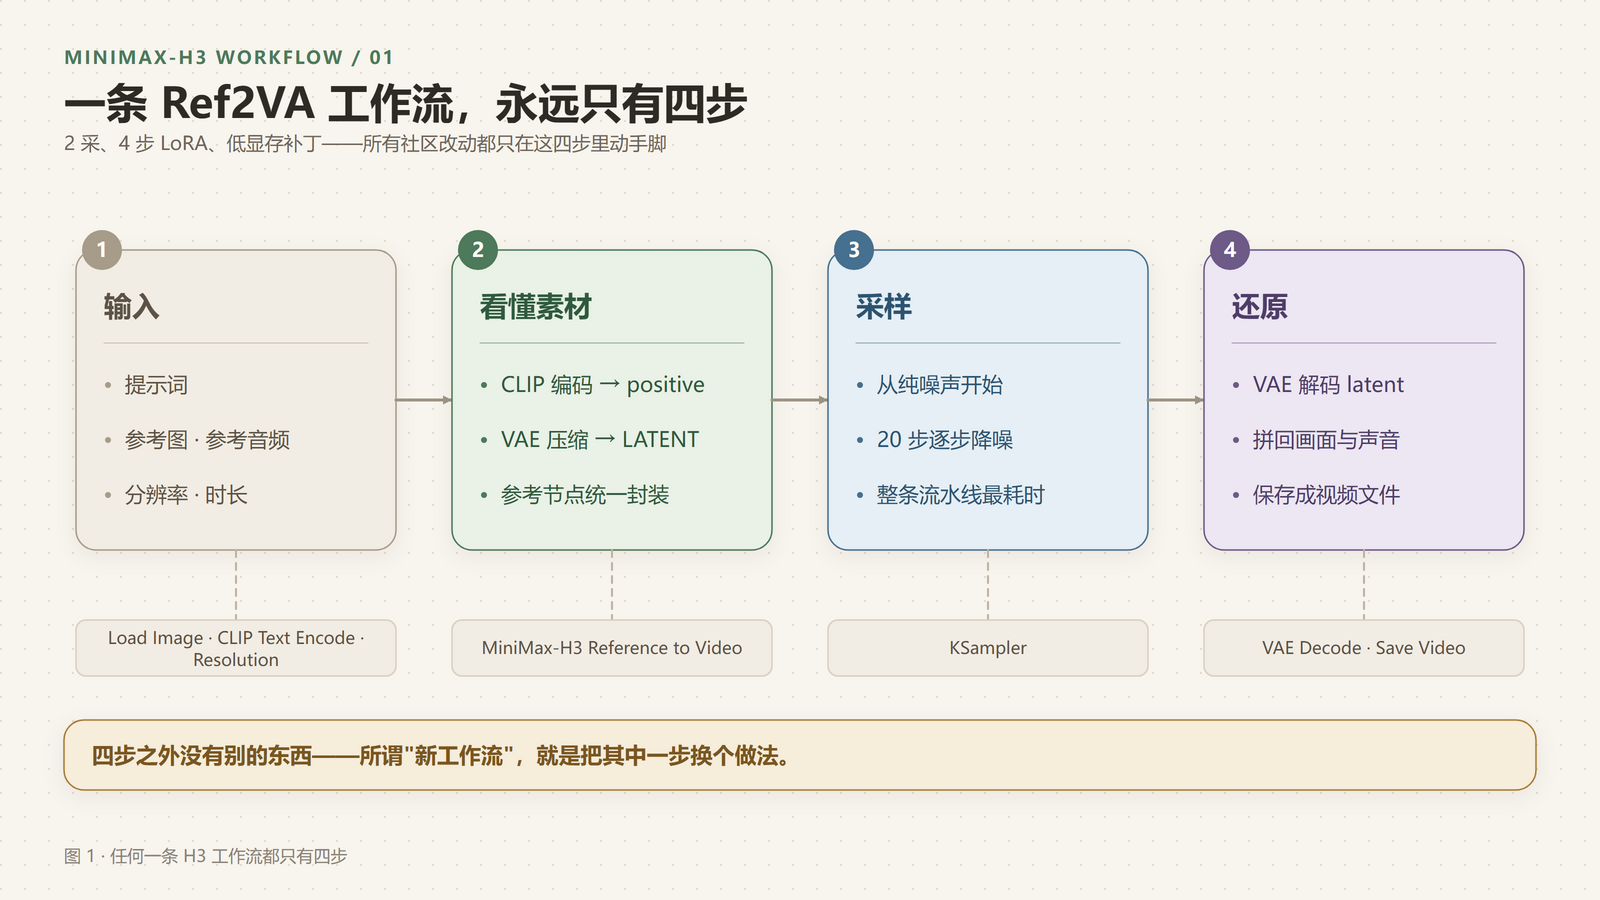 MINIMAX-H3 WORKFLOW / 01
一条 Ref2VA 工作流，永远只有四步
2 采、4 步 LoRA、低显存补丁——所有社区改动都只在这四步里动手脚
1
输入
• 提示词
• 参考图 · 参考音频
• 分辨率 · 时长
Load Image · CLIP Text Encode ·
Resolution
2
看懂素材
• CLIP 编码 → positive
• VAE 压缩 → LATENT
• 参考节点统一封装
MiniMax-H3 Reference to Video
3
采样
• 从纯噪声开始
• 20 步逐步降噪
• 整条流水线最耗时
KSampler
4
还原
• VAE 解码 latent
• 拼回画面与声音
• 保存成视频文件
VAE Decode · Save Video
四步之外没有别的东西——所谓"新工作流"，就是把其中一步换个做法。
图 1 · 任何一条 H3 工作流都只有四步